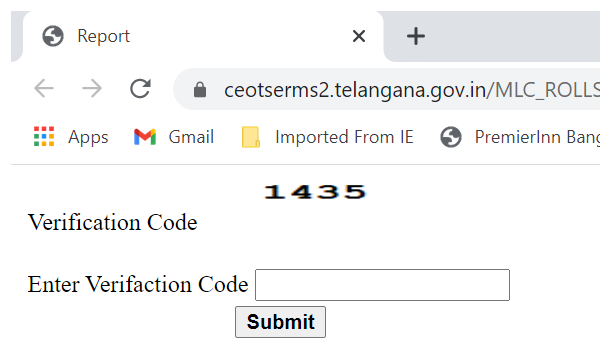 Report
ceotserms2.telangana.gov.in/MLC_ROLLS
Apps Gmail Imported From IE PremierInn Bang
1435
Verification Code
Enter Verifaction Code
Submit